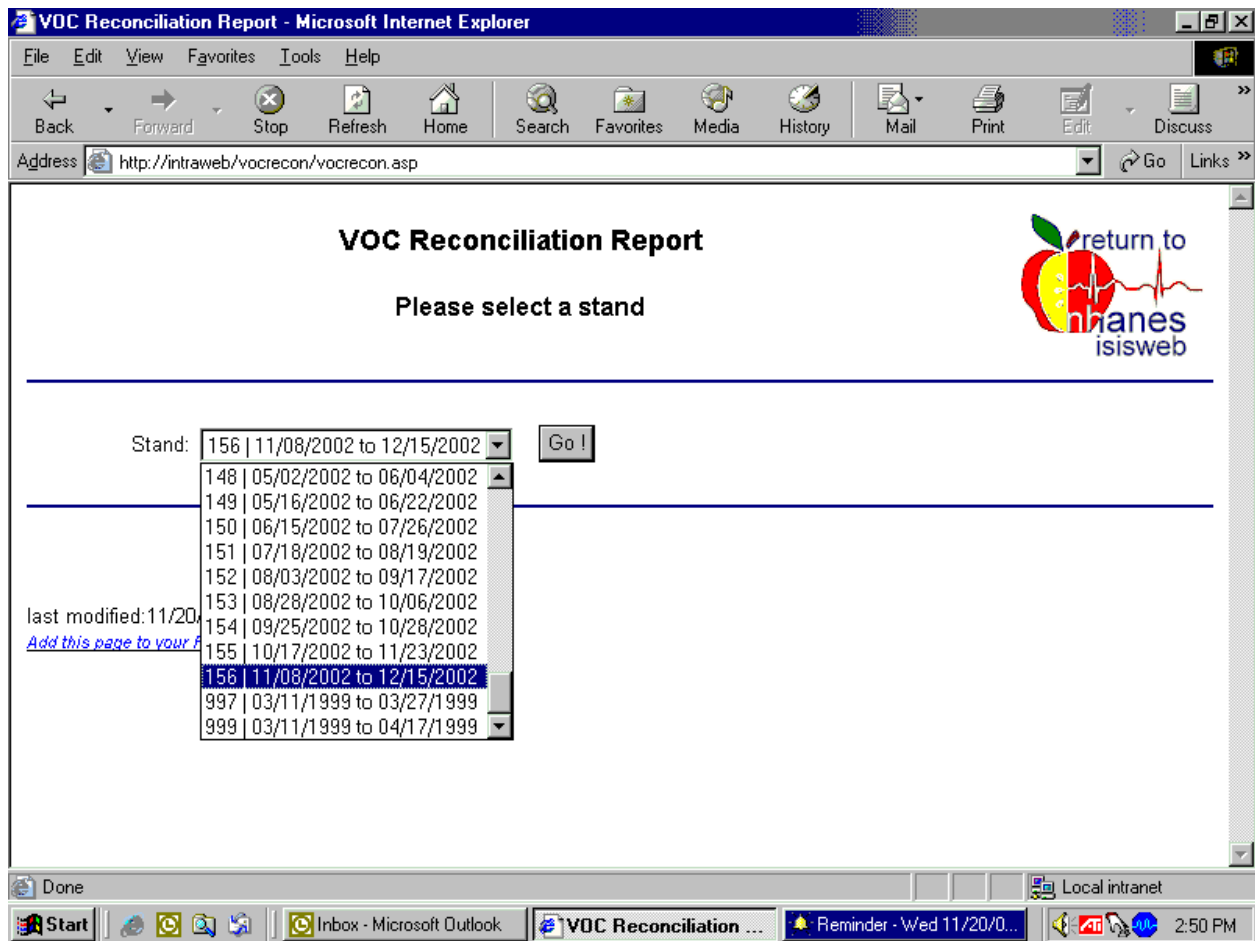 VOC Reconciliation Report - Microsoft Internet Explorer
File Edit View Favorites Tools Help
Back Forward Stop Refresh Home Search Favorites Media History Mail Print Edit Discuss »
Address http://intraweb/vocrecon/vocrecon.asp Go Links »
VOC Reconciliation Report
Please select a stand
return to
nhanes
isisweb
Stand: 156 | 11/08/2002 to 12/15/2002 Go !
148 | 05/02/2002 to 06/04/2002
149 | 05/16/2002 to 06/22/2002
150 | 06/15/2002 to 07/26/2002
151 | 07/18/2002 to 08/19/2002
152 | 08/03/2002 to 09/17/2002
153 | 08/28/2002 to 10/06/2002
154 | 09/25/2002 to 10/28/2002
155 | 10/17/2002 to 11/23/2002
156 | 11/08/2002 to 12/15/2002
997 | 03/11/1999 to 03/27/1999
999 | 03/11/1999 to 04/17/1999
last modified:11/20/
Add this page to your F
Done Local intranet
Start Inbox - Microsoft Outlook VOC Reconciliation ... Reminder - Wed 11/20/0... ATI 2:50 PM